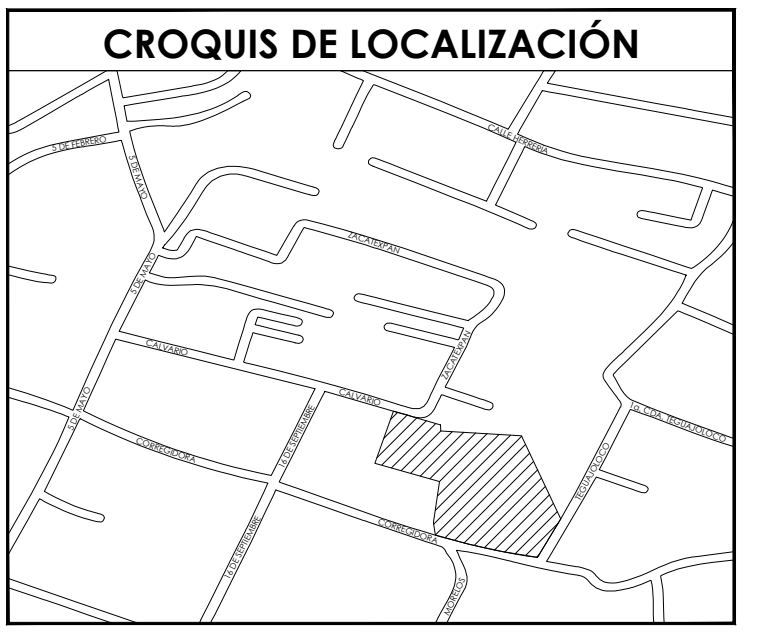 CROQUIS DE LOCALIZACIÓN
CALLE HERRERIA
5 DE FEBRERO
5 DE MAYO
ZACATEXPAN
5 DE MAYO
CALVARIO
ZACATEXPAN
CALVARIO
5 DE MAYO
1a. CDA. TEGUAJOLOCO
16 DE SEPTIEMBRE
CORREGIDORA
TEGUAJOLOCO
CORREGIDORA
16 DE SEPTIEMBRE
MORELOS